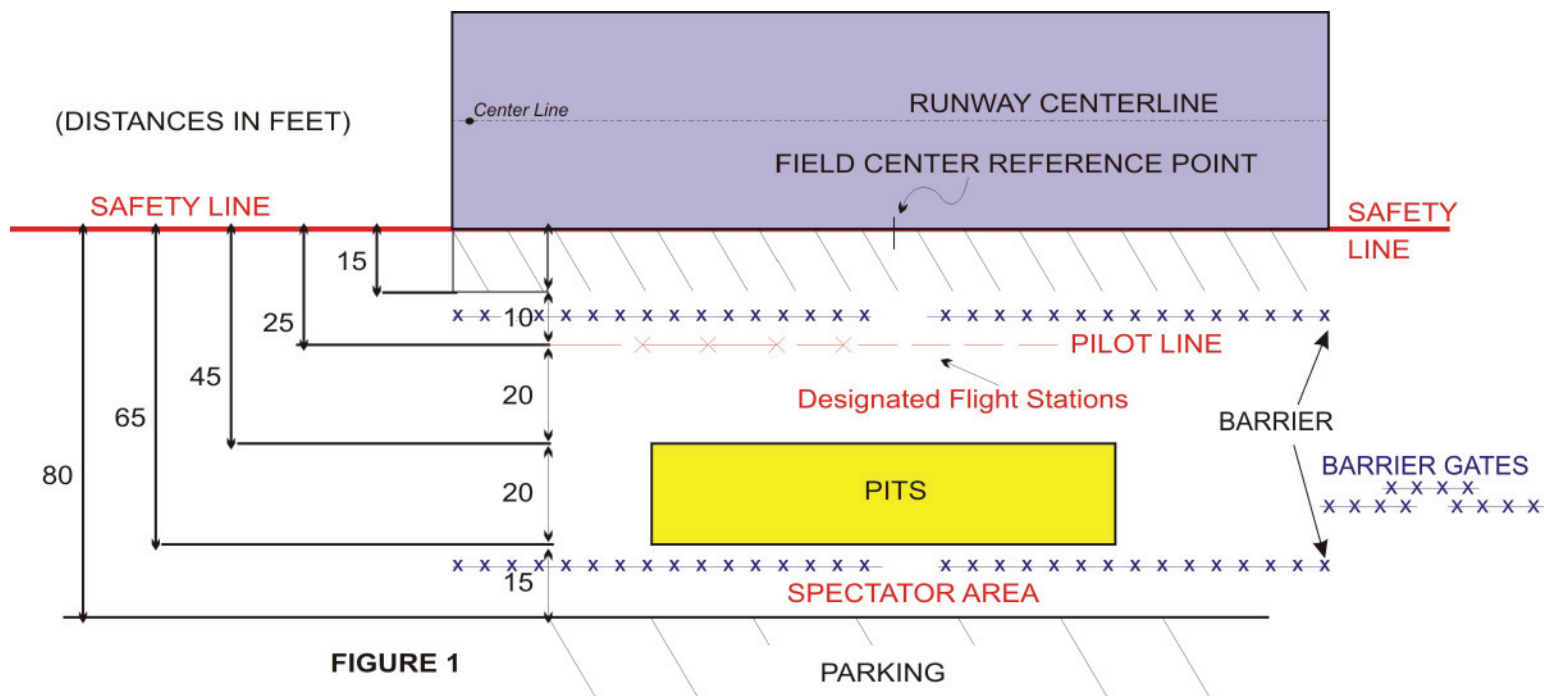 (DISTANCES IN FEET)
Center Line
RUNWAY CENTERLINE
FIELD CENTER REFERENCE POINT
SAFETY LINE
SAFETY
LINE
15
10
25
PILOT LINE
45
20
Designated Flight Stations
65
BARRIER
80
20
PITS
BARRIER GATES
X X X X
X X X X X X X X
15
SPECTATOR AREA
FIGURE 1
PARKING